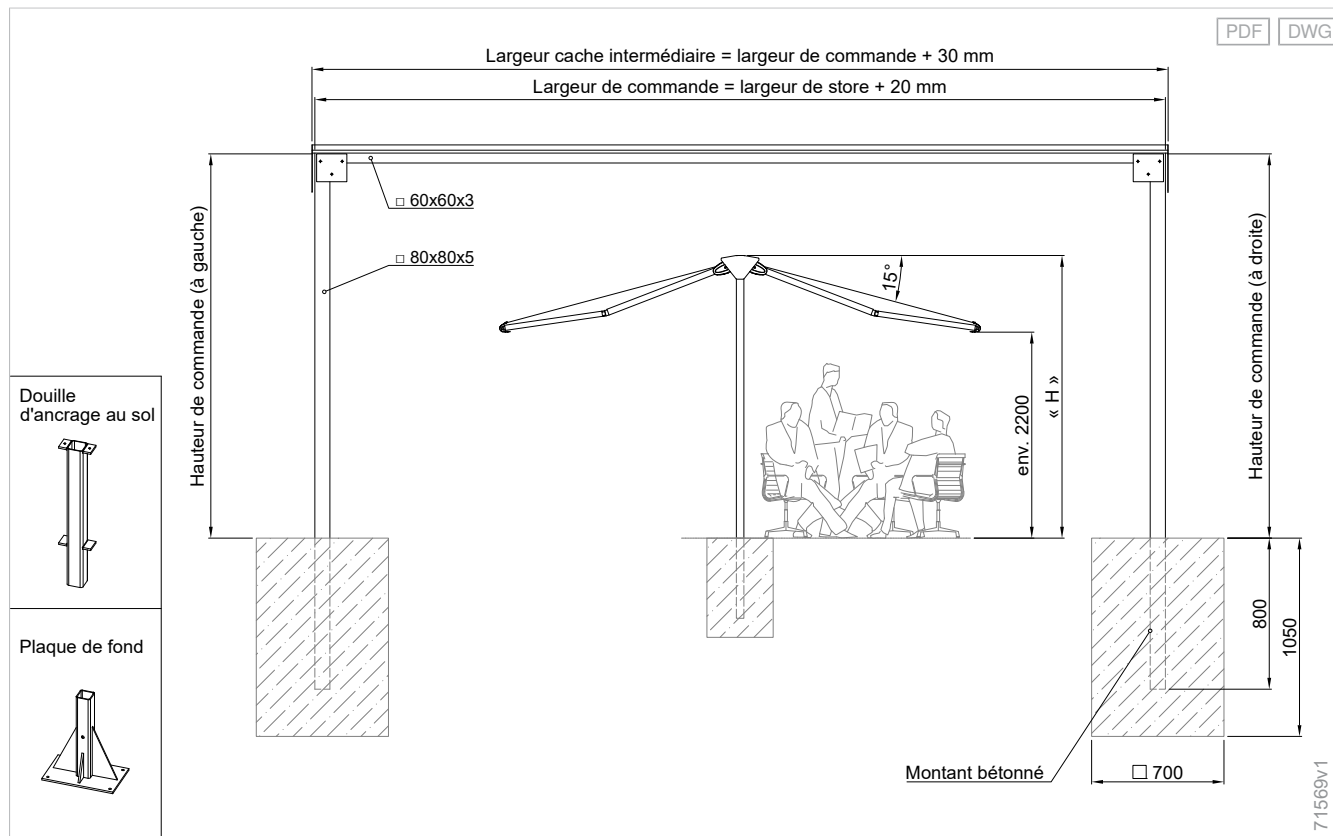 PDF DWG
Largeur cache intermédiaire = largeur de commande + 30 mm
Largeur de commande = largeur de store + 20 mm
□ 60x60x3
□ 80x80x5
Hauteur de commande (à gauche)
15°
env. 2200
« H »
Hauteur de commande (à droite)
Douille
d'ancrage au sol
Plaque de fond
800
1050
Montant bétonné
□ 700
71569v1